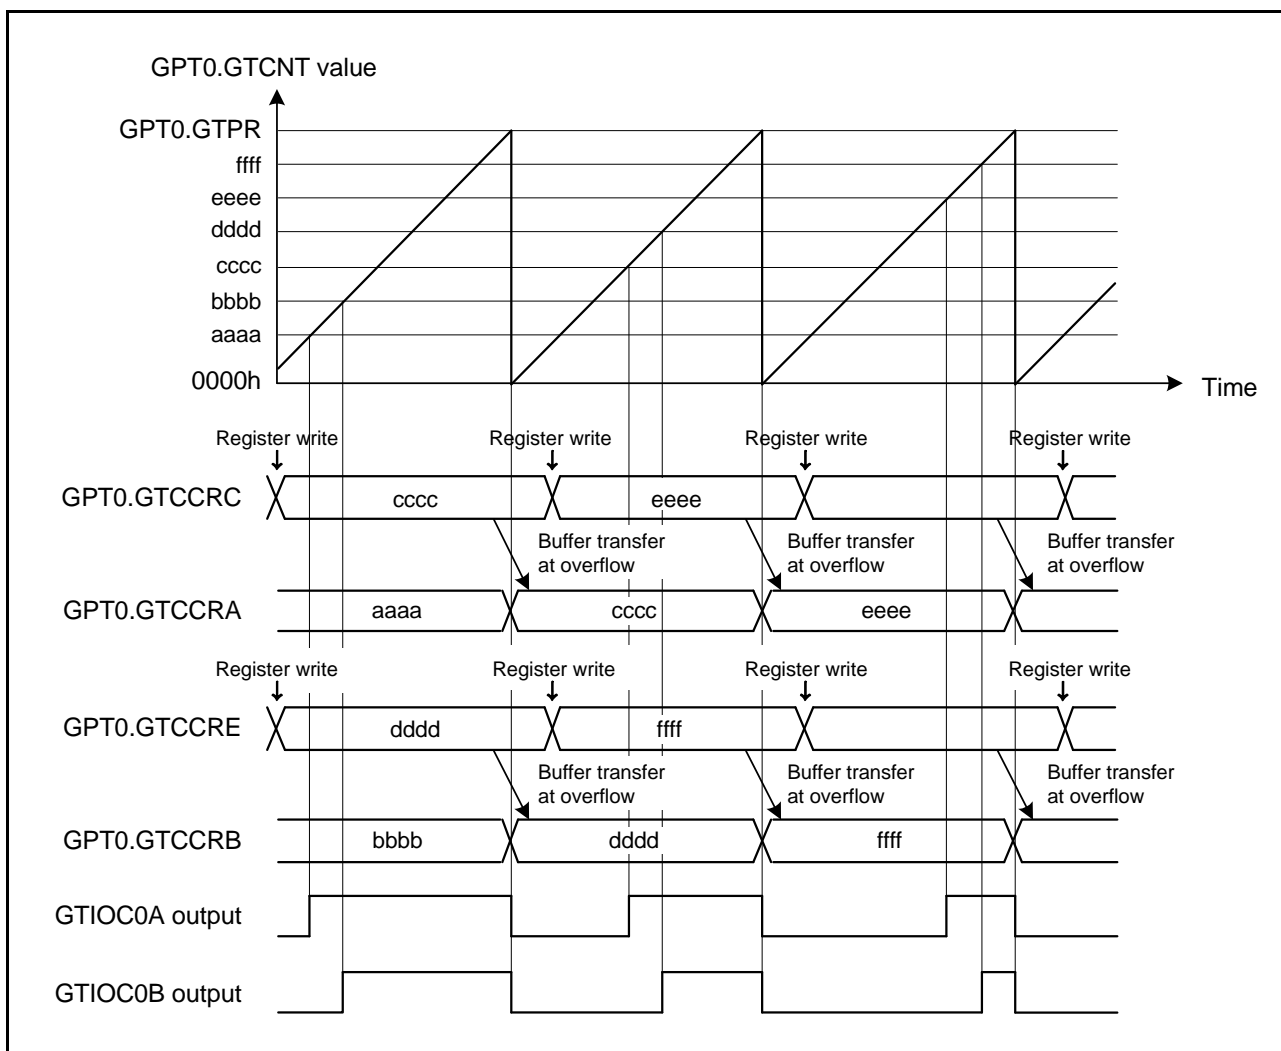 GPT0.GTCNT value
GPT0.GTPR
ffff
eeee
dddd
cccc
bbbb
aaaa
0000h
Time
Register write Register write Register write Register write
GPT0.GTCCRC cccc eeee
Buffer transfer at overflow
Buffer transfer at overflow
Buffer transfer at overflow
GPT0.GTCCRA aaaa cccc eeee
Register write Register write Register write Register write
GPT0.GTCCRE dddd ffff
Buffer transfer at overflow
Buffer transfer at overflow
Buffer transfer at overflow
GPT0.GTCCRB bbbb dddd ffff
GTIOC0A output
GTIOC0B output